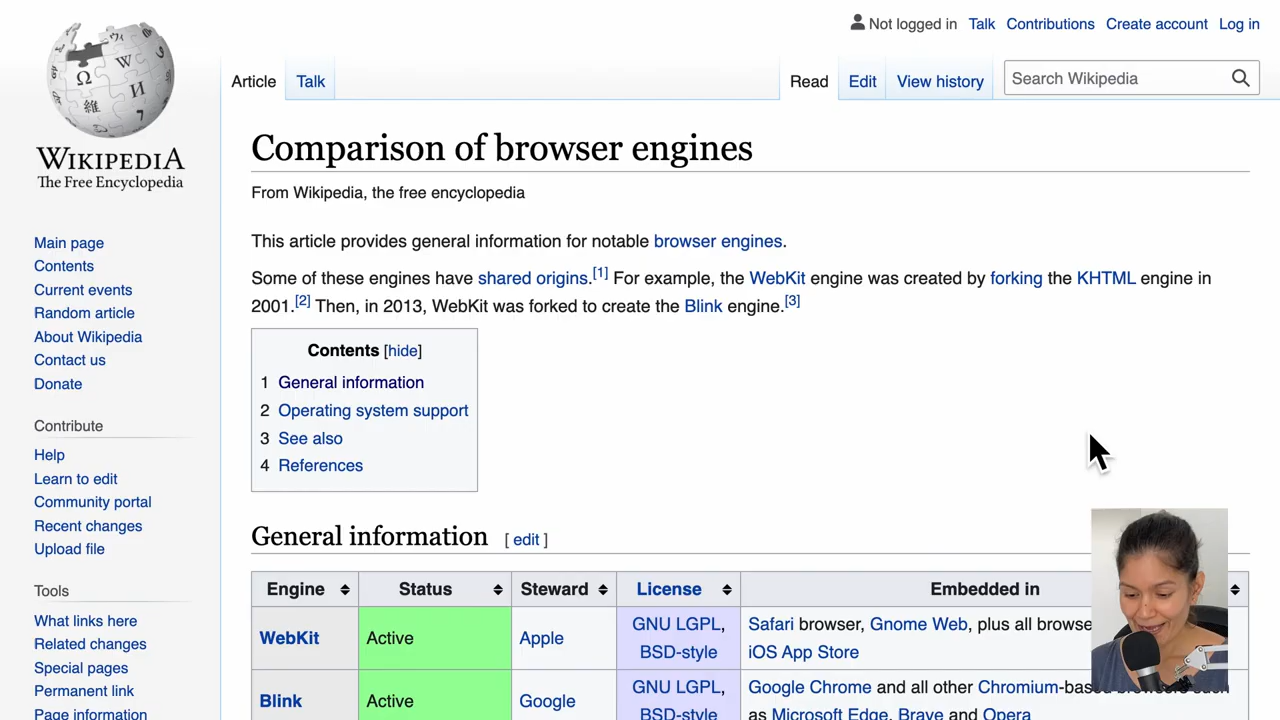 Not logged in Talk Contributions Create account Log in
Article Talk Read Edit View history Search Wikipedia
WIKIPEDIA
The Free Encyclopedia
Main page
Contents
Current events
Random article
About Wikipedia
Contact us
Donate
Contribute
Help
Learn to edit
Community portal
Recent changes
Upload file
Tools
What links here
Related changes
Special pages
Permanent link
Page information
Comparison of browser engines
From Wikipedia, the free encyclopedia
This article provides general information for notable browser engines.
Some of these engines have shared origins.[1] For example, the WebKit engine was created by forking the KHTML engine in
2001.[2] Then, in 2013, WebKit was forked to create the Blink engine.[3]
Contents [hide]
1 General information
2 Operating system support
3 See also
4 References
General information [ edit ]
Engine Status Steward License Embedded in
WebKit Active Apple GNU LGPL, BSD-style Safari browser, Gnome Web, plus all
iOS App Store
Blink Active Google GNU LGPL, BSD-style Google Chrome and all other Chromium-based
as Microsoft Edge, Brave and Opera